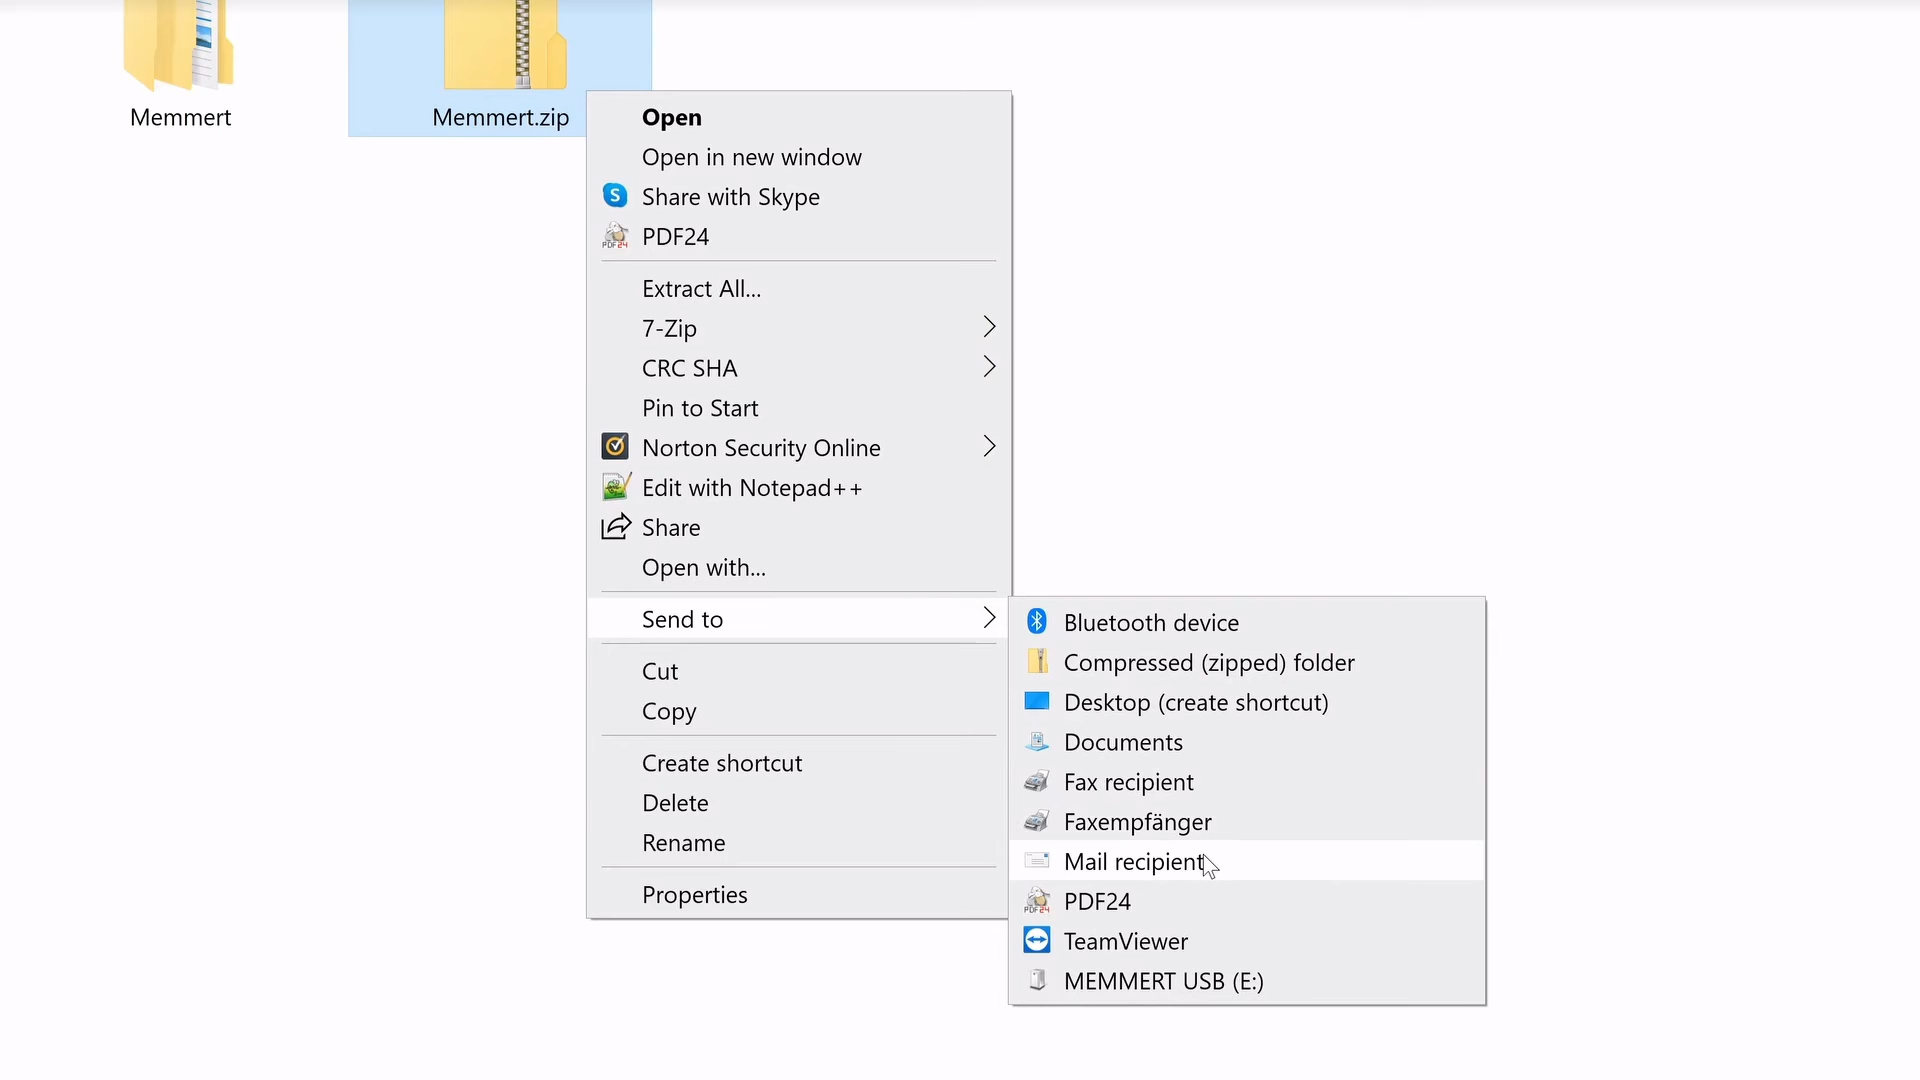 Memmert
Memmert.zip
Open
Open in new window
Share with Skype
PDF24
Extract All...
7-Zip
CRC SHA
Pin to Start
Norton Security Online
Edit with Notepad++
Share
Open with...
Send to
Cut
Copy
Create shortcut
Delete
Rename
Properties
Bluetooth device
Compressed (zipped) folder
Desktop (create shortcut)
Documents
Fax recipient
Faxempfänger
Mail recipient
PDF24
TeamViewer
MEMMERT USB (E:)